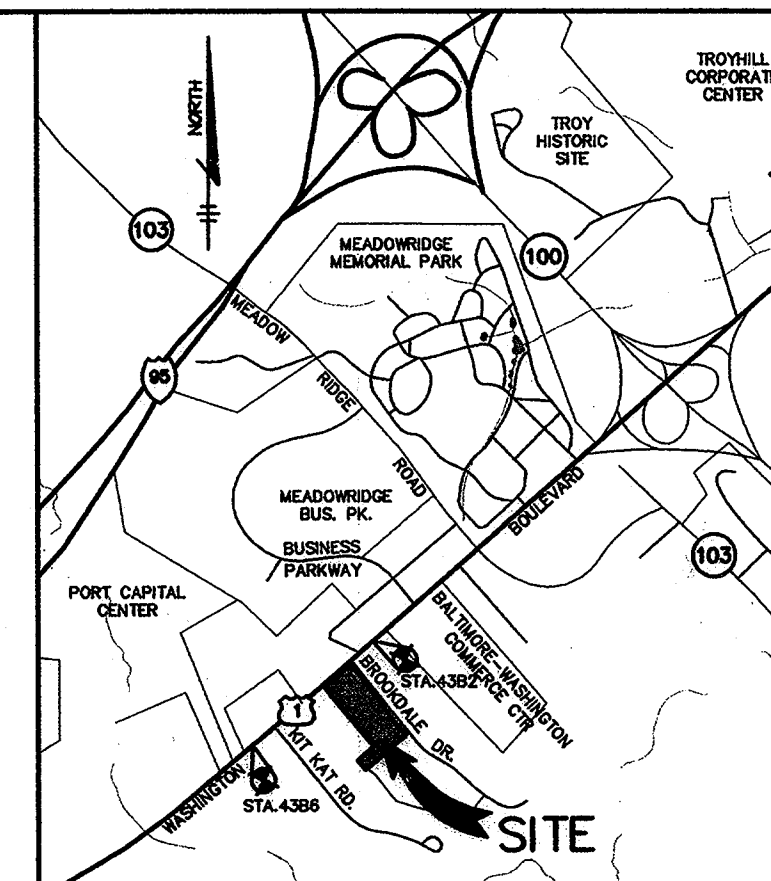 TROYHILL
CORPORATE
CENTER
NORTH
TROY
HISTORIC
SITE
103
MEADOWRIDGE
MEMORIAL PARK
100
MEADOW
RIDGE
ROAD
95
MEADOWRIDGE
BUS. PK.
BOULEVARD
BUSINESS
PARKWAY
103
PORT CAPITAL
CENTER
BALTIMORE-WASHINGTON
COMMERCE CTR
STA.43B2
BROOKDALE DR.
1
KIT KAT RD.
WASHINGTON
STA.43B6
SITE